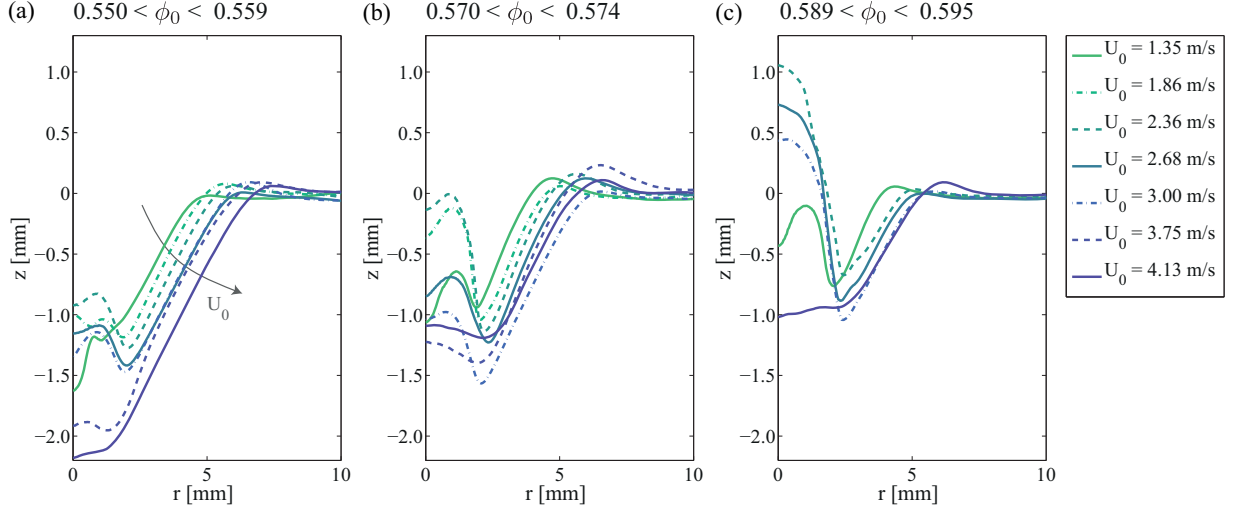 (a) 0.550 < ϕ0 < 0.559
(b) 0.570 < ϕ0 < 0.574
(c) 0.589 < ϕ0 < 0.595
1.0
0.5
0
−0.5
−1.0
−1.5
−2.0
z [mm]
U0
0 5 10
r [mm]
1.0
0.5
0
−0.5
−1.0
−1.5
−2.0
z [mm]
0 5 10
r [mm]
1.0
0.5
0
−0.5
−1.0
−1.5
−2.0
z [mm]
0 5 10
r [mm]
U0 = 1.35 m/s
U0 = 1.86 m/s
U0 = 2.36 m/s
U0 = 2.68 m/s
U0 = 3.00 m/s
U0 = 3.75 m/s
U0 = 4.13 m/s